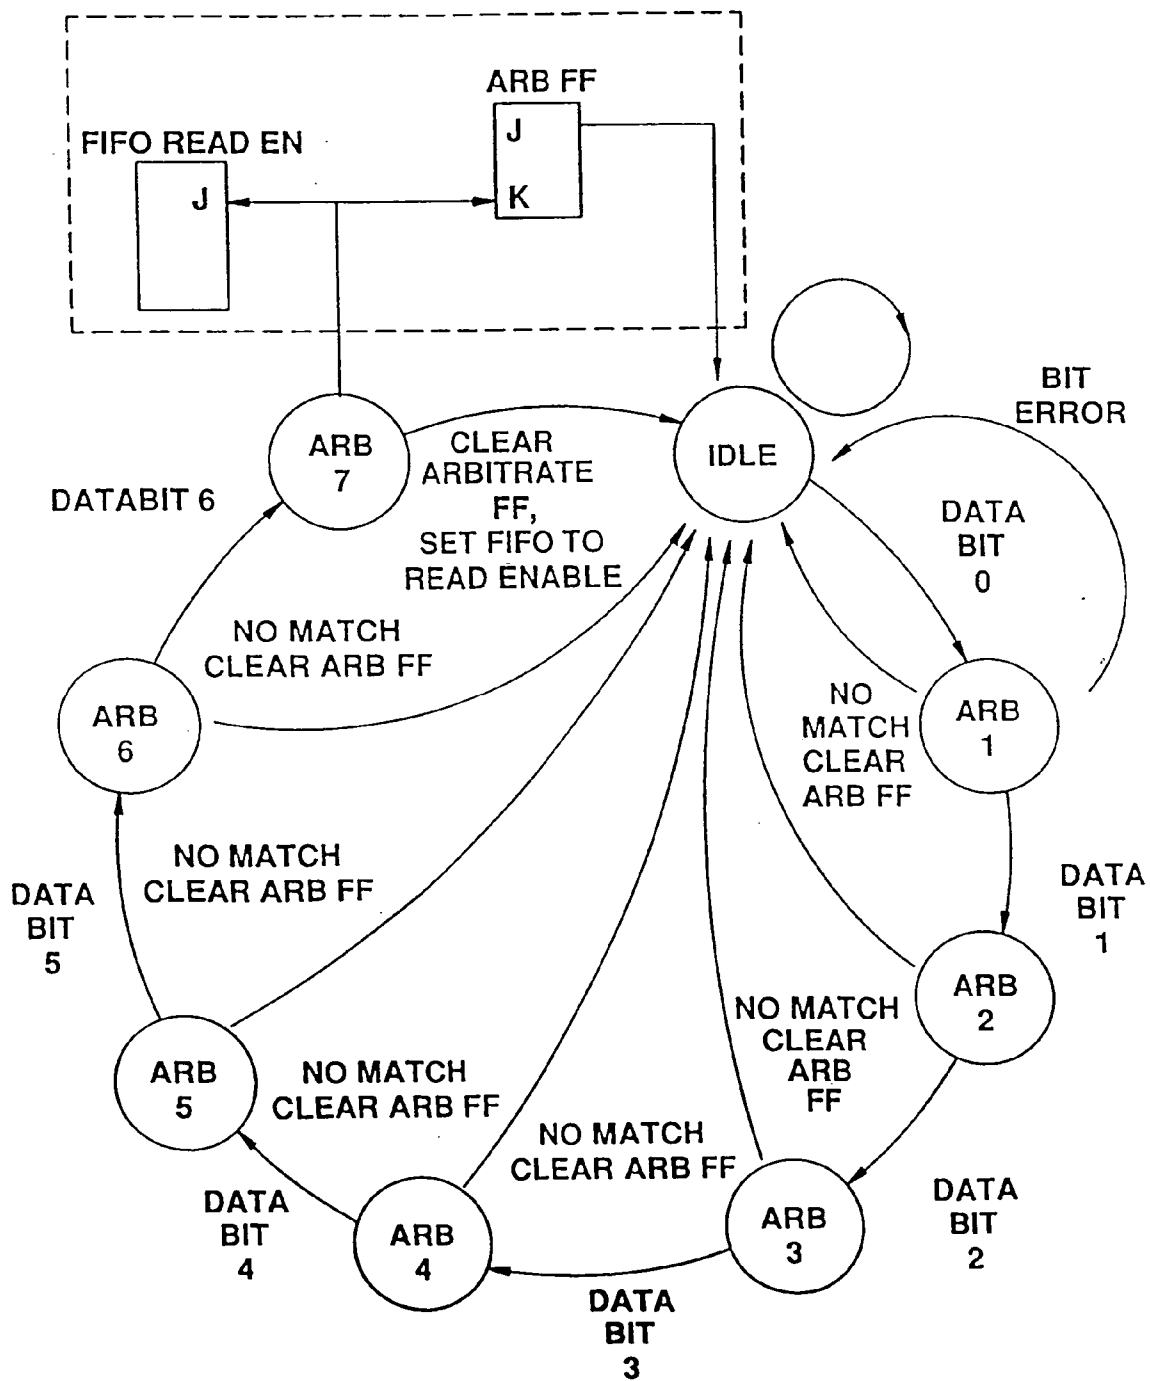 ARB FF
FIFO READ EN
J
J
K
BIT
ERROR
ARB
7
CLEAR
ARBITRATE
FF,
SET FIFO TO
READ ENABLE
IDLE
DATABIT 6
DATA
BIT
0
NO MATCH
CLEAR ARB FF
ARB
6
NO
MATCH
CLEAR
ARB FF
ARB
1
NO MATCH
CLEAR ARB FF
DATA
BIT
5
DATA
BIT
1
ARB
2
NO MATCH
CLEAR
ARB
FF
ARB
5
NO MATCH
CLEAR ARB FF
NO MATCH
CLEAR ARB FF
DATA
BIT
4
ARB
4
ARB
3
DATA
BIT
2
DATA
BIT
3